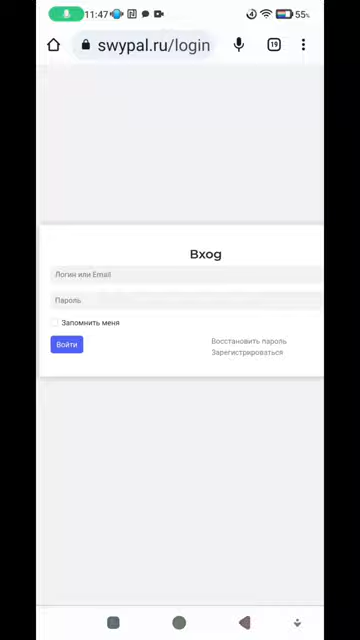 11:47
55%
swypal.ru/login
19
Вход
Логин или Email
Пароль
Запомнить меня
Войти
Восстановить пароль
Зарегистрироваться